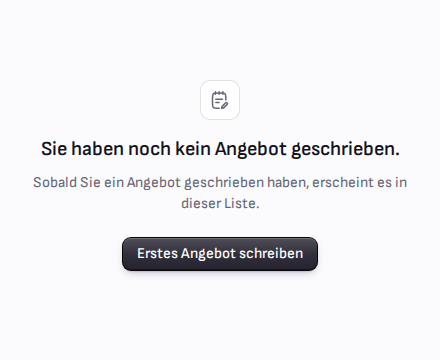 Sie haben noch kein Angebot geschrieben.
Sobald Sie ein Angebot geschrieben haben, erscheint es in
dieser Liste.
Erstes Angebot schreiben